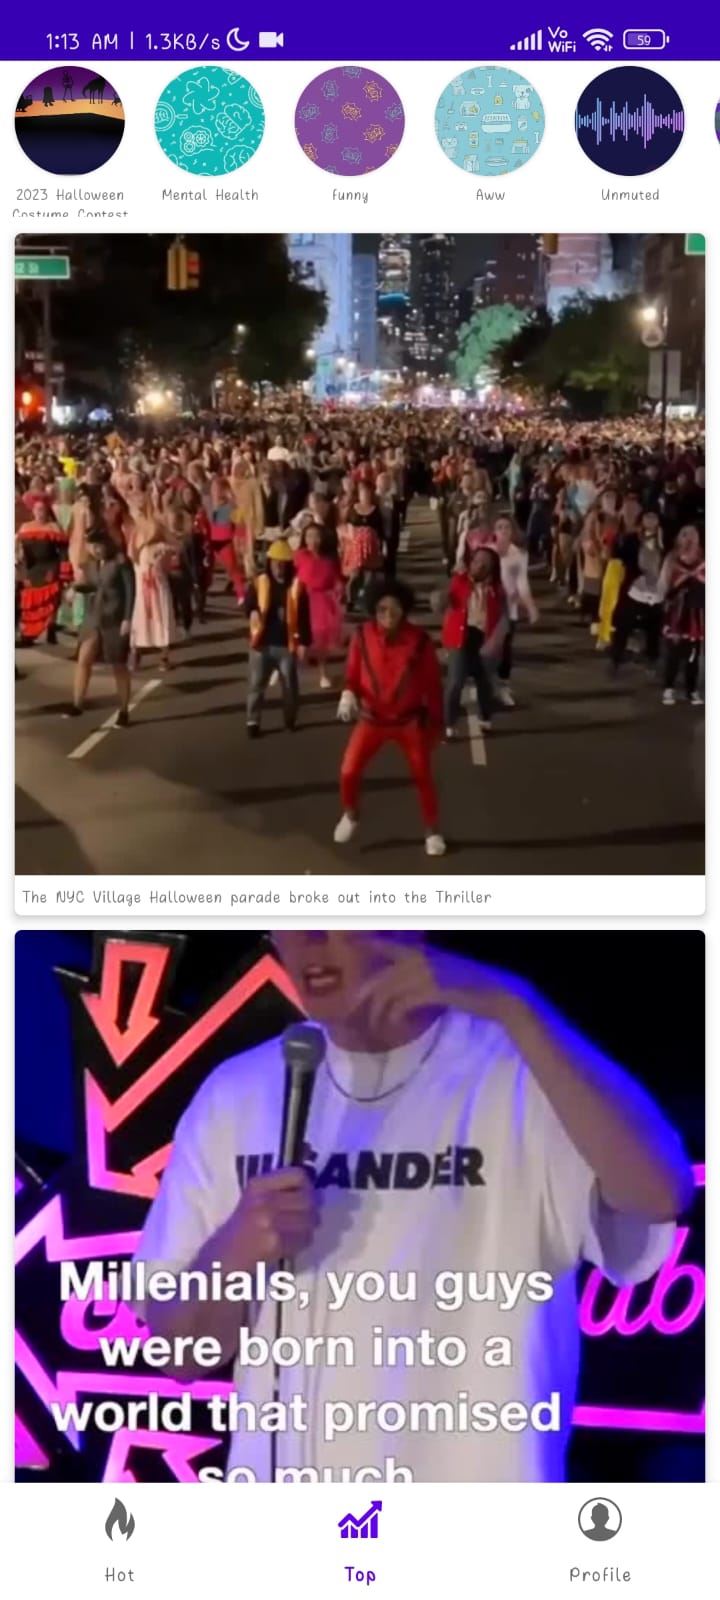 1:13 AM | 1.3KB/s
Vo
WiFi
59
2023 Halloween
Costume Contest
Mental Health
funny
Aww
Unmuted
The NYC Village Halloween parade broke out into the Thriller
SANDER
Millenials, you guys
were born into a
world that promised
so much
ub
Hot
Top
Profile